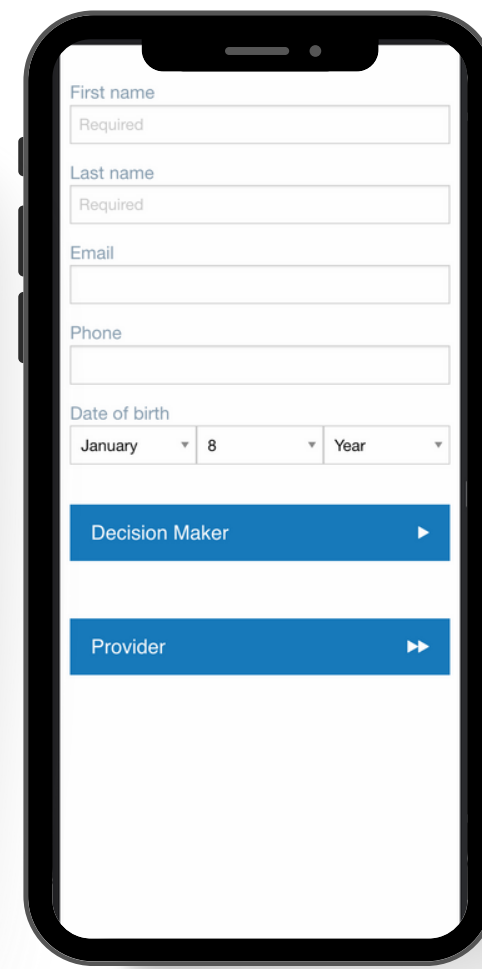 First name
Required
Last name
Required
Email
Phone
Date of birth
January 8 Year
Decision Maker
Provider